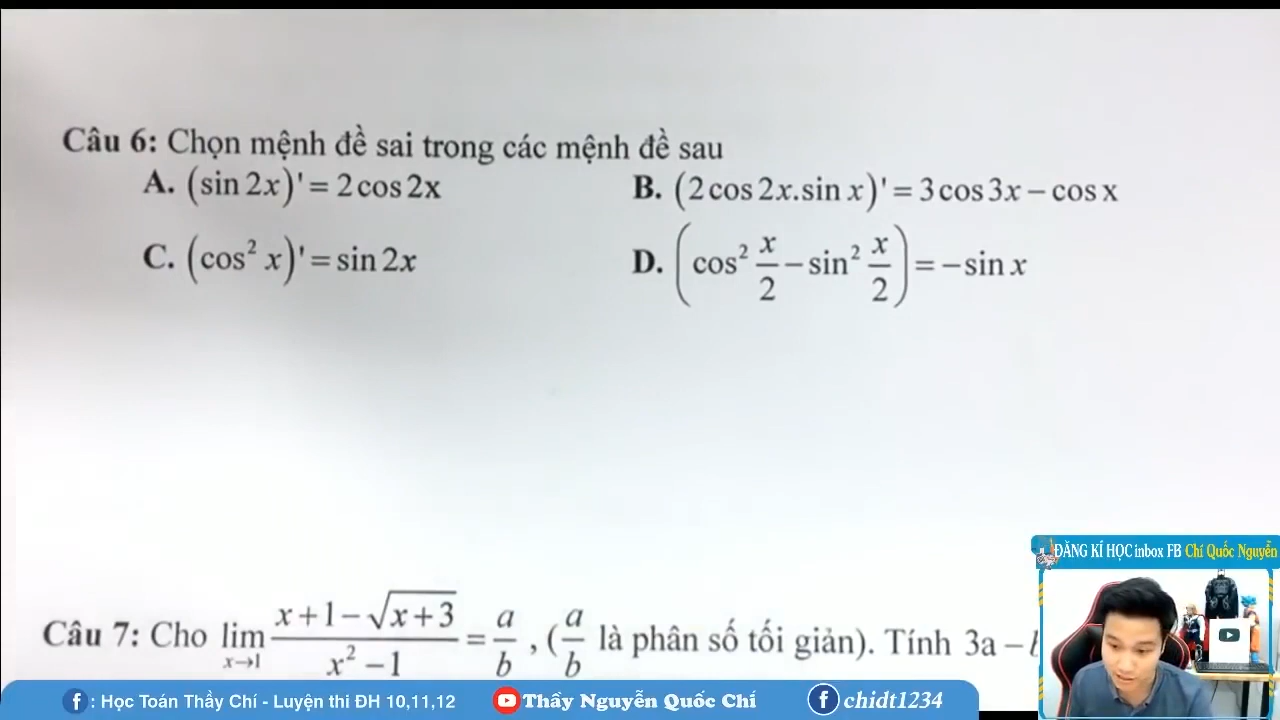 Câu 6: Chọn mệnh đề sai trong các mệnh đề sau
A. (sin 2x)' = 2 cos 2x
B. (2 cos 2x.sin x)' = 3 cos 3x − cos x
C. (cos² x)' = sin 2x
D. (cos² x/2 − sin² x/2) = −sin x
Câu 7: Cho lim x→1 (x+1−√(x+3))/(x²−1) = a/b , (a/b là phân số tối giản). Tính 3a −
ĐĂNG KÍ HỌC inbox FB Chí Quốc Nguyễn
f : Học Toán Thầy Chí - Luyện thi ĐH 10,11,12
Thầy Nguyễn Quốc Chí
f chidt1234